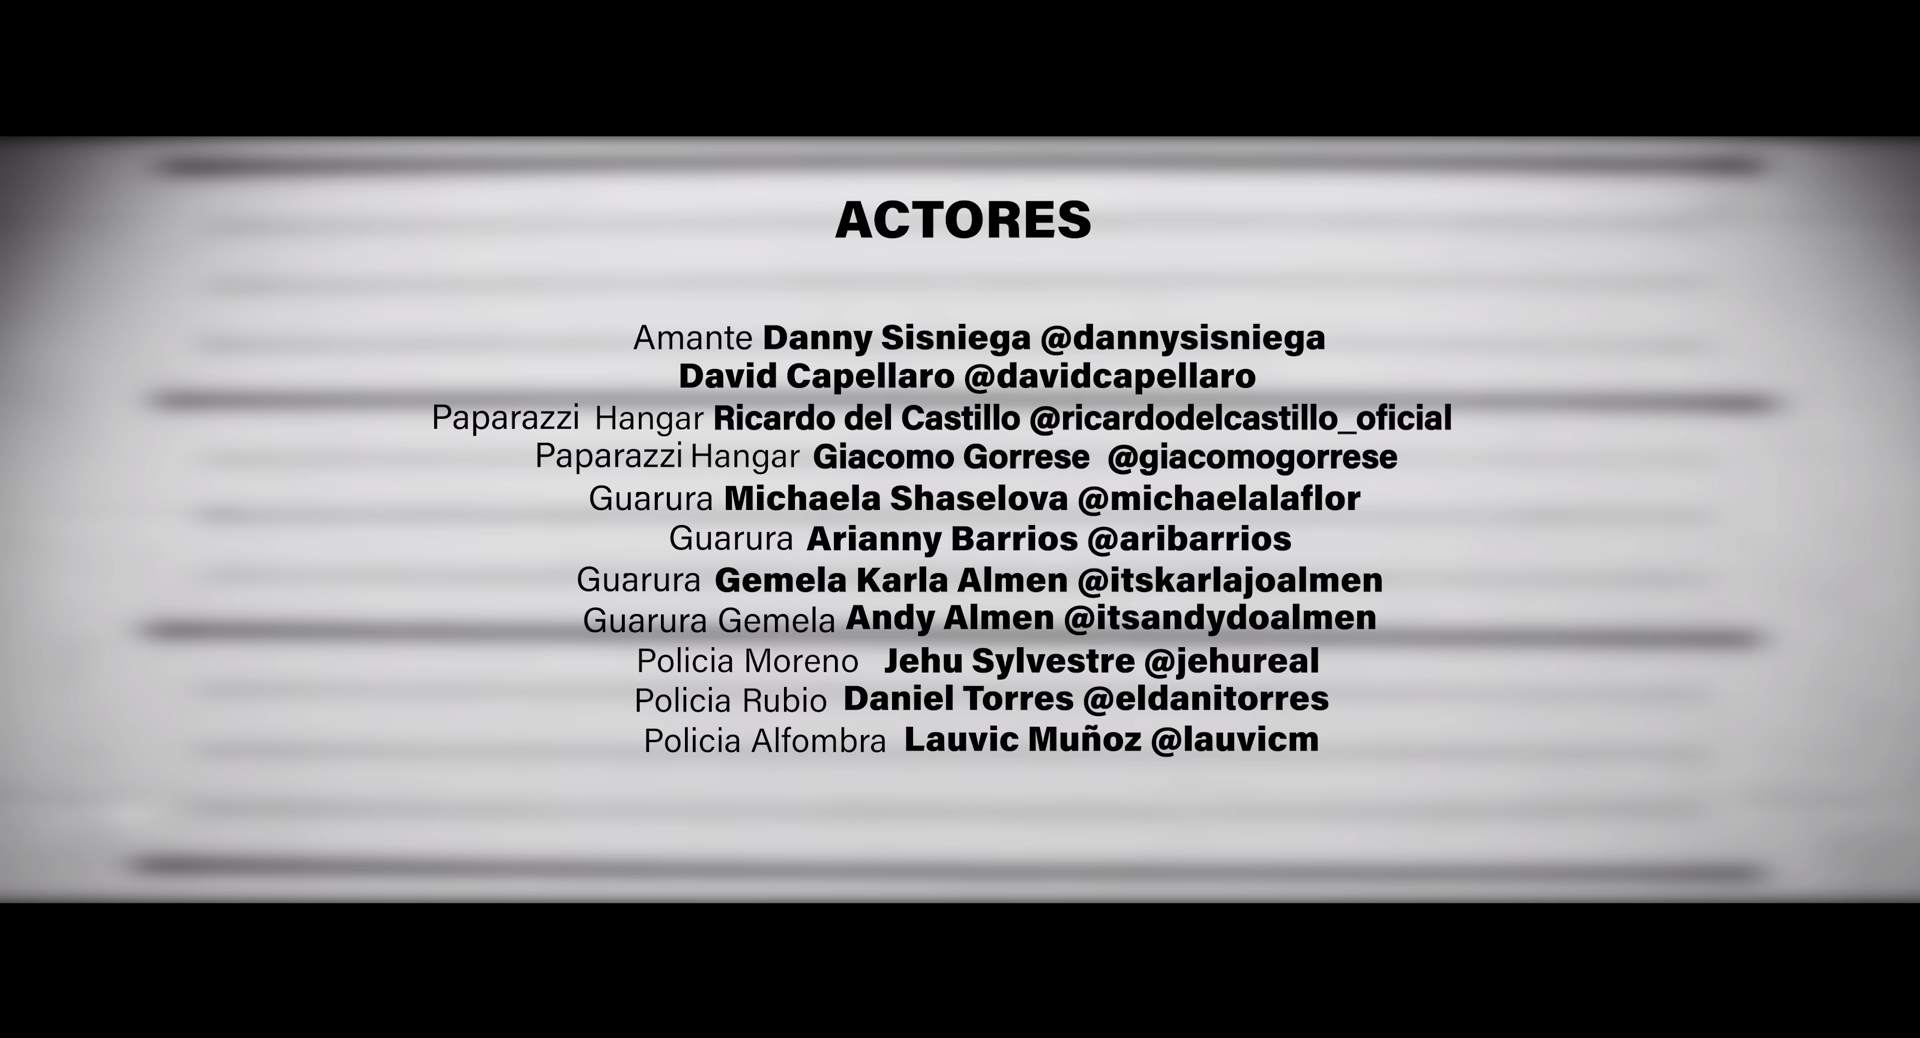 ACTORES
Amante Danny Sisniega @dannysisniega
David Capellaro @davidcapellaro
Paparazzi Hangar Ricardo del Castillo @ricardodelcastillo_oficial
Paparazzi Hangar Giacomo Gorrese @giacomogorrese
Guarura Michaela Shaselova @michaelalaflor
Guarura Arianny Barrios @aribarrios
Guarura Gemela Karla Almen @itskarlajoalmen
Guarura Gemela Andy Almen @itsandydoalmen
Policia Moreno Jehu Sylvestre @jehureal
Policia Rubio Daniel Torres @eldanitorres
Policia Alfombra Lauvic Muñoz @lauvicm